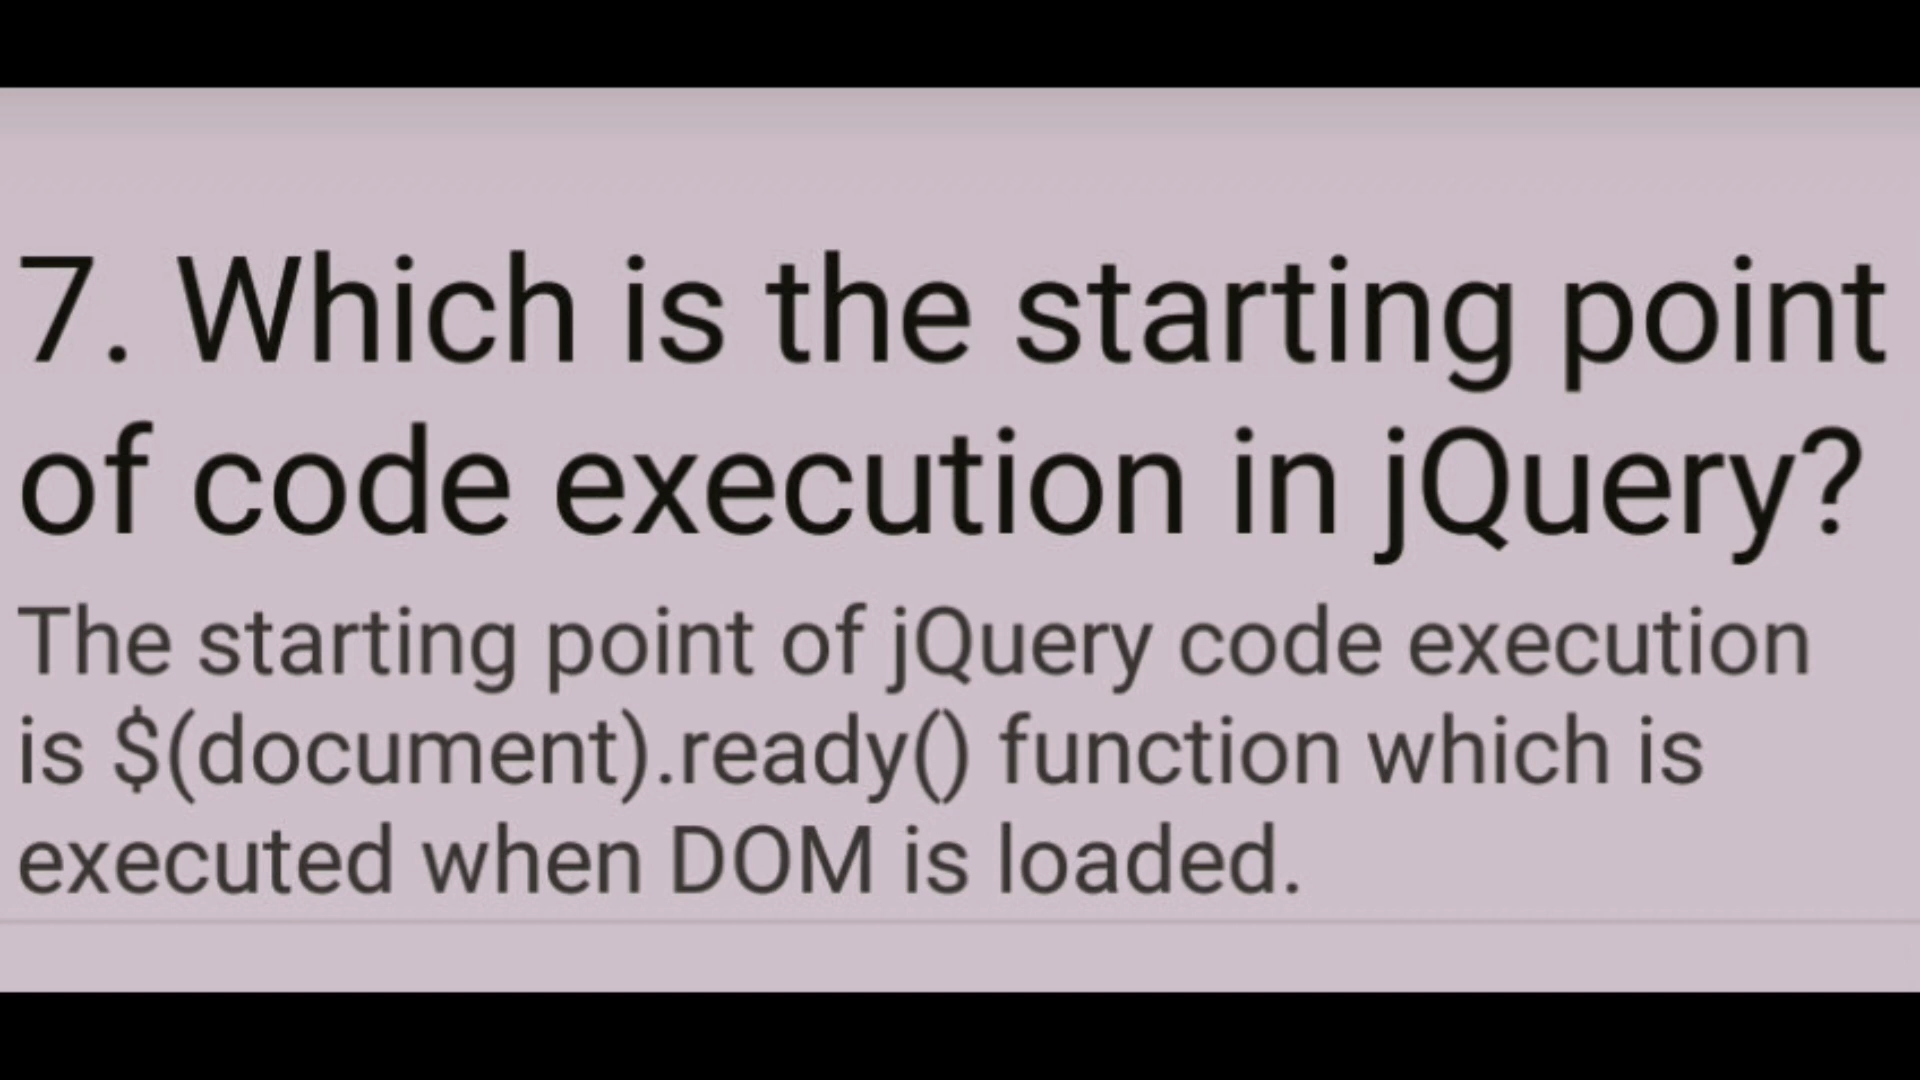 7. Which is the starting point
of code execution in jQuery?
The starting point of jQuery code execution
is $(document).ready() function which is
executed when DOM is loaded.